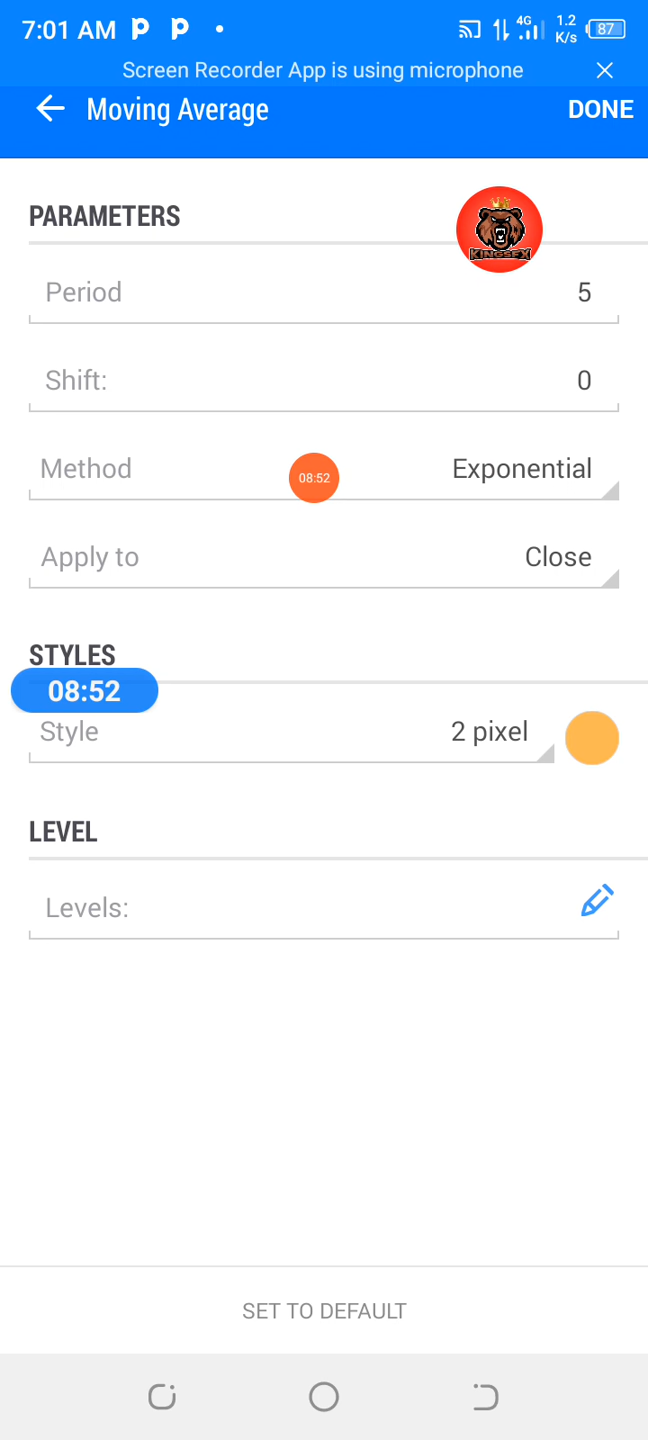 7:01 AM
4G
1.2
K/s
87
Screen Recorder App is using microphone
Moving Average
DONE
PARAMETERS
KINGSFX
Period
5
Shift:
0
Method
08:52
Exponential
Apply to
Close
STYLES
08:52
Style
2 pixel
LEVEL
Levels:
SET TO DEFAULT